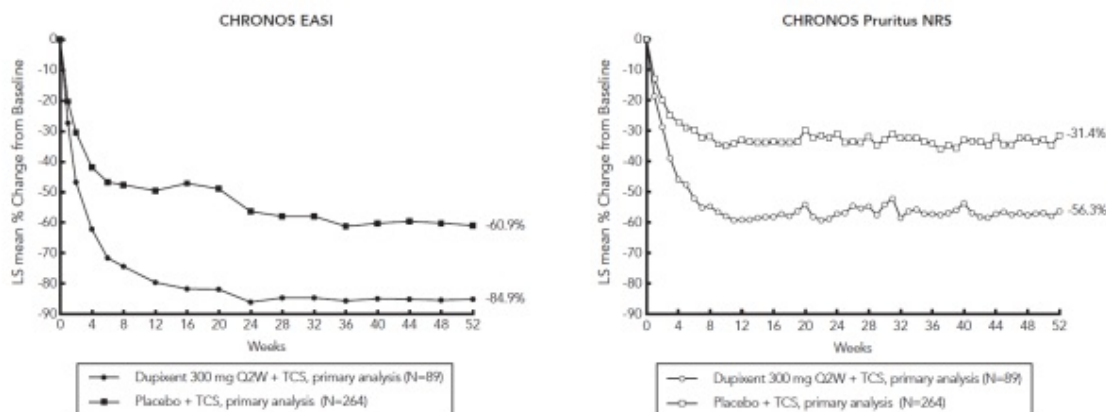 CHRONOS EASI
LS mean % Change from Baseline
0
-10
-20
-30
-40
-50
-60
-70
-80
-90
-60.9%
-84.9%
0 4 8 12 16 20 24 28 32 36 40 44 48 52
Weeks
Dupixent 300 mg Q2W + TCS, primary analysis (N=89)
Placebo + TCS, primary analysis (N=264)
CHRONOS Pruritus NRS
LS mean % Change from Baseline
0
-10
-20
-30
-40
-50
-60
-70
-80
-90
-31.4%
-56.3%
0 4 8 12 16 20 24 28 32 36 40 44 48 52
Weeks
Dupixent 300 mg Q2W + TCS, primary analysis (N=89)
Placebo + TCS, primary analysis (N=264)